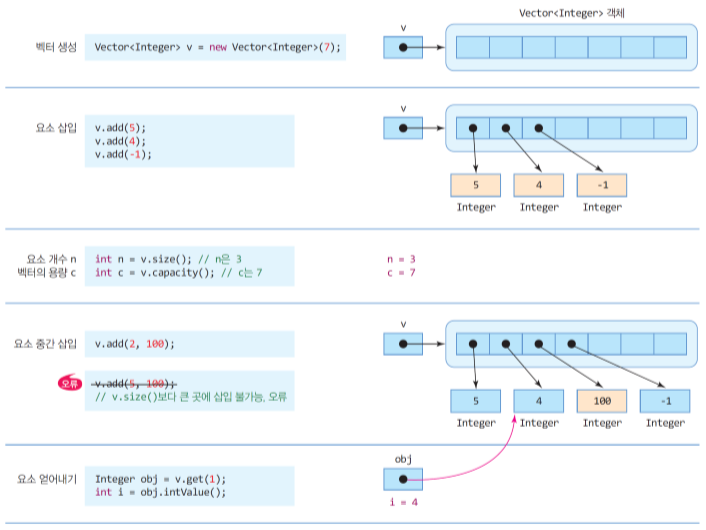 Vector<Integer> 객체
벡터 생성
Vector<Integer> v = new Vector<Integer>(7);
v
요소 삽입
v.add(5);
v.add(4);
v.add(-1);
v
5
4
-1
Integer
Integer
Integer
요소 개수 n
벡터의 용량 c
int n = v.size(); // n은 3
int c = v.capacity(); // c는 7
n = 3
c = 7
요소 중간 삽입
v.add(2, 100);
v
오류
v.add(5, 100);
// v.size()보다 큰 곳에 삽입 불가능, 오류
5
4
100
-1
Integer
Integer
Integer
Integer
요소 얻어내기
Integer obj = v.get(1);
int i = obj.intValue();
obj
i = 4